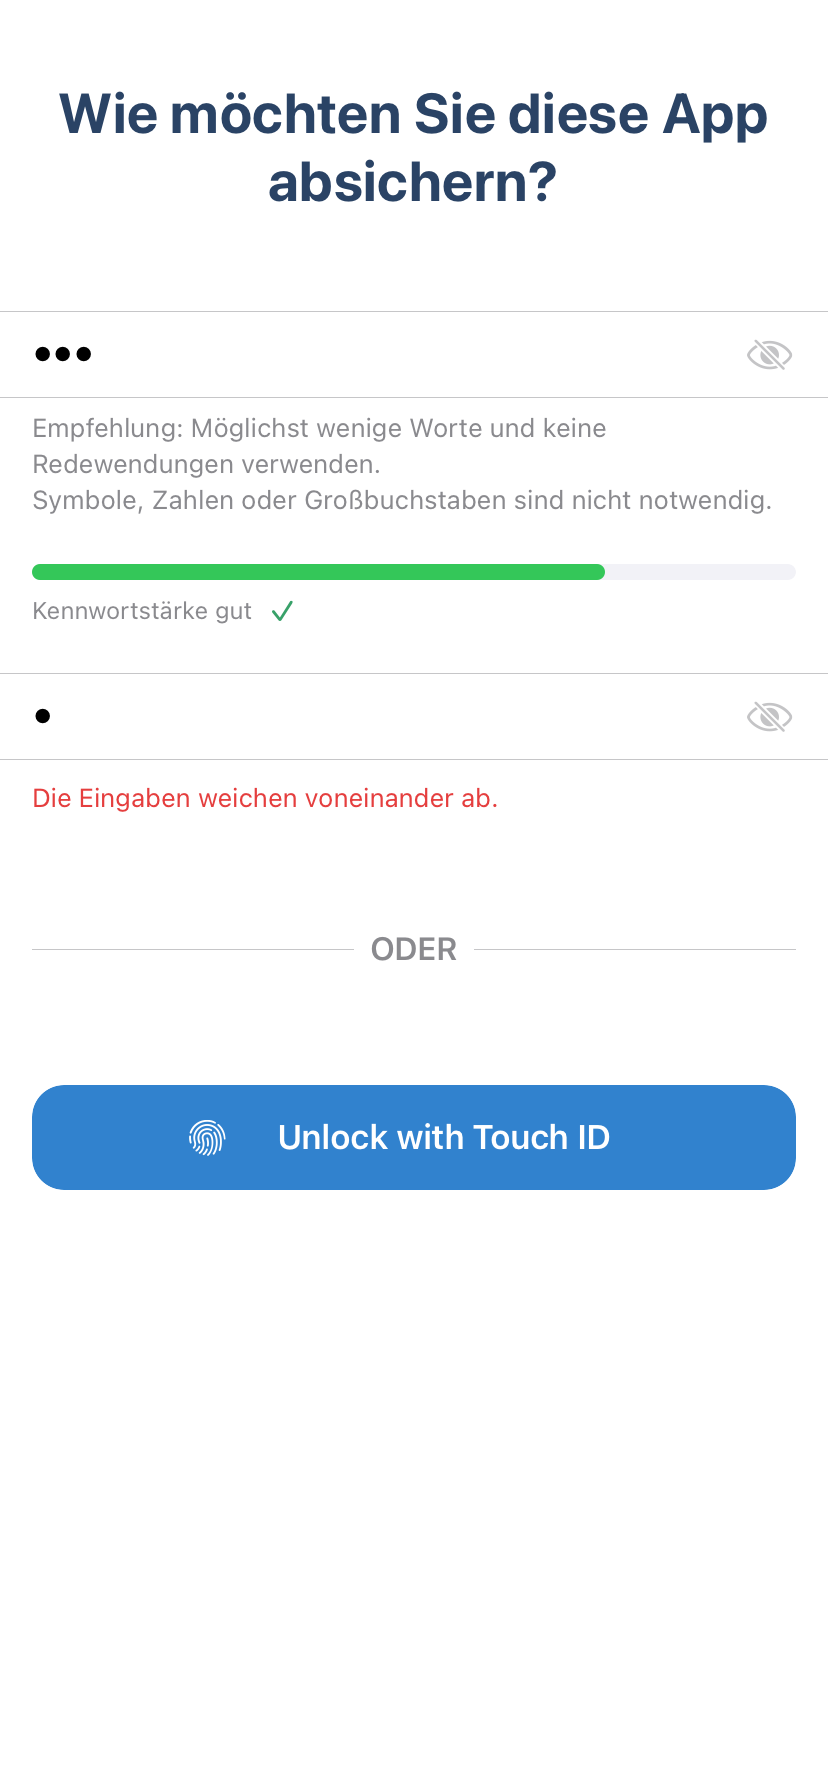 Wie möchten Sie diese App
absichern?
•••
Empfehlung: Möglichst wenige Worte und keine
Redewendungen verwenden.
Symbole, Zahlen oder Großbuchstaben sind nicht notwendig.
Kennwortstärke gut
•
Die Eingaben weichen voneinander ab.
ODER
Unlock with Touch ID